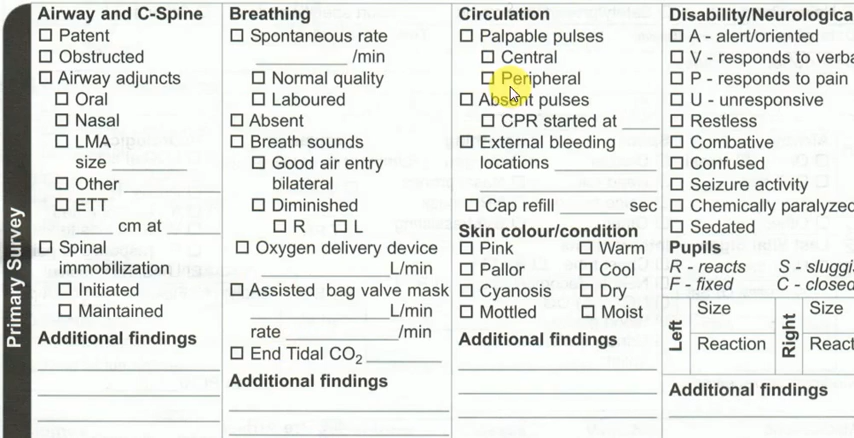 Primary Survey
Airway and C-Spine
Patent
Obstructed
Airway adjuncts
Oral
Nasal
LMA
size
Other
ETT
cm at
Spinal
immobilization
Initiated
Maintained
Additional findings
Breathing
Spontaneous rate
/min
Normal quality
Laboured
Absent
Breath sounds
Good air entry
bilateral
Diminished
R L
Oxygen delivery device
L/min
Assisted bag valve mask
L/min
rate /min
End Tidal CO2
Additional findings
Circulation
Palpable pulses
Central
Peripheral
Absent pulses
CPR started at
External bleeding
locations
Cap refill sec
Skin colour/condition
Pink Warm
Pallor Cool
Cyanosis Dry
Mottled Moist
Additional findings
Disability/Neurologica
A - alert/oriented
V - responds to verba
P - responds to pain
U - unresponsive
Restless
Combative
Confused
Seizure activity
Chemically paralyzed
Sedated
Pupils
R - reacts S - sluggis
F - fixed C - closed
Left Size Right Size
Reaction React
Additional findings